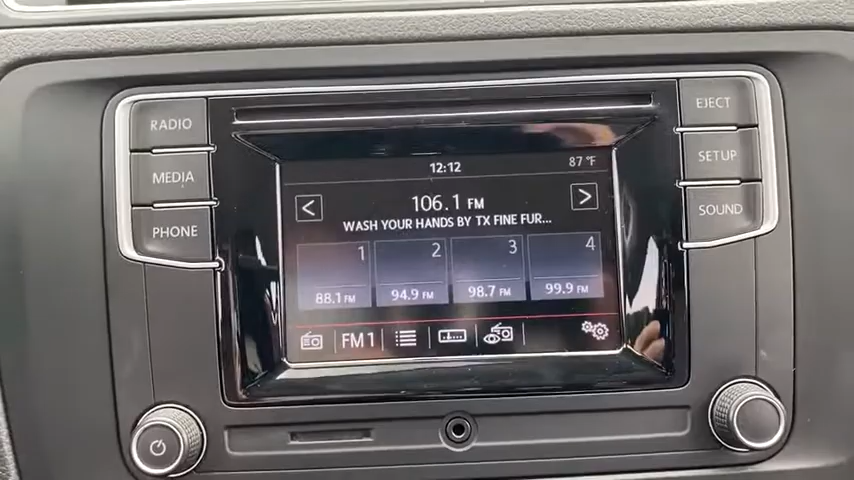 RADIO
MEDIA
PHONE
EJECT
SETUP
SOUND
12:12
87 °F
< 106.1 FM >
WASH YOUR HANDS BY TX FINE FUR...
1 2 3 4
88.1 FM 94.9 FM 98.7 FM 99.9 FM
FM1